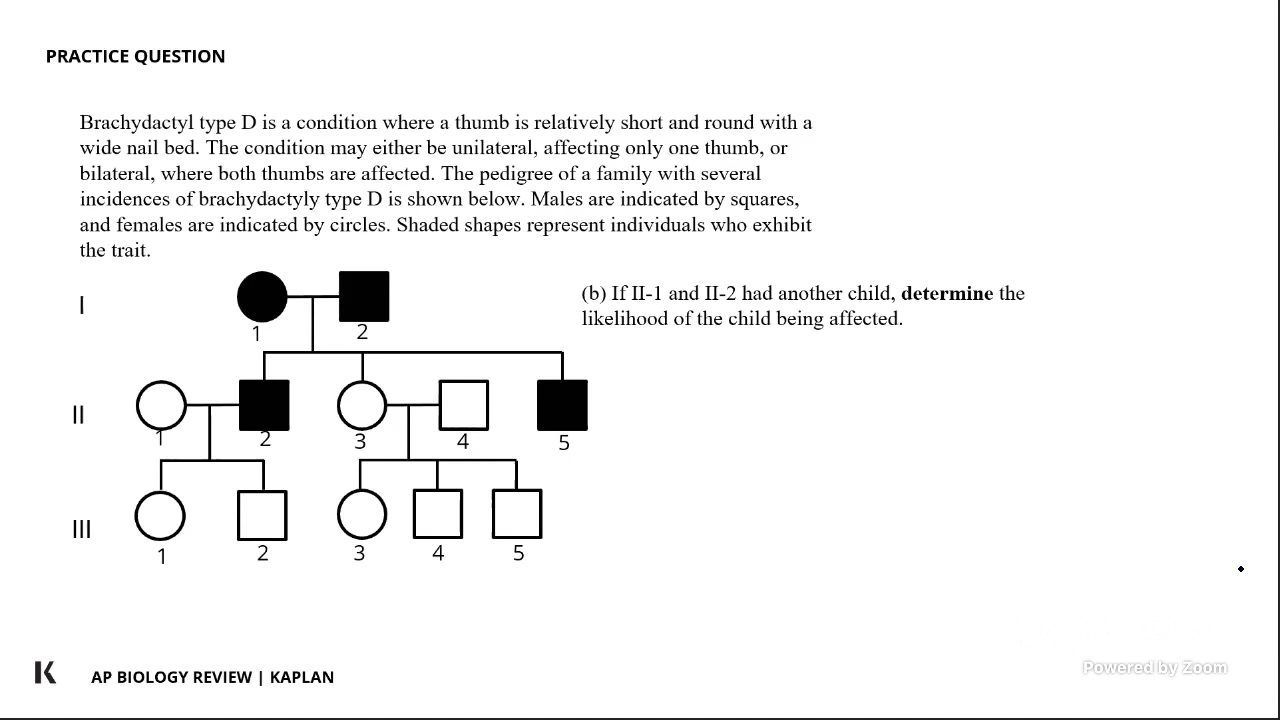 PRACTICE QUESTION
Brachydactyl type D is a condition where a thumb is relatively short and round with a
wide nail bed. The condition may either be unilateral, affecting only one thumb, or
bilateral, where both thumbs are affected. The pedigree of a family with several
incidences of brachydactyly type D is shown below. Males are indicated by squares,
and females are indicated by circles. Shaded shapes represent individuals who exhibit
the trait.
(b) If II-1 and II-2 had another child, determine the
likelihood of the child being affected.
I
1 2
II
1 2 3 4 5
III
1 2 3 4 5
K AP BIOLOGY REVIEW | KAPLAN
Powered by Zoom